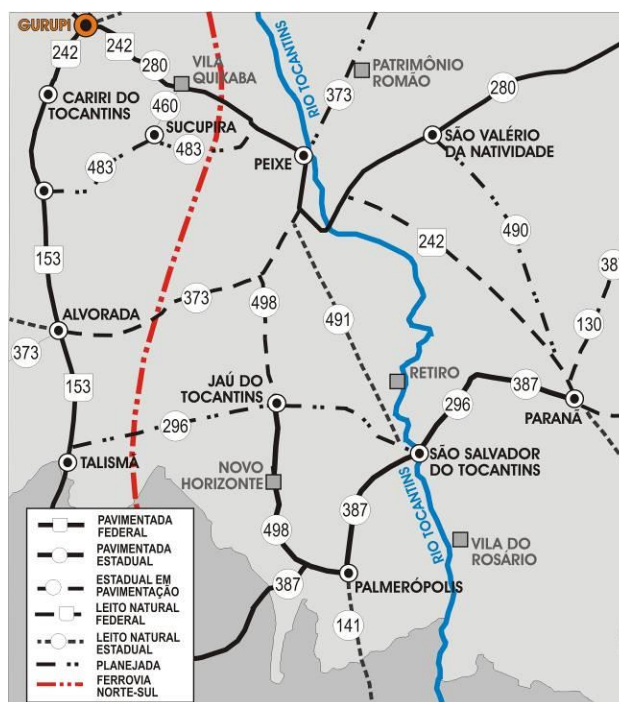 GURUPI
242
242
280
VILA
QUIXABA
RIO TOCANTINS
PATRIMÔNIO
ROMÃO
373
280
CARIRI DO
TOCANTINS
460
SUCUPIRA
483
483
PEIXE
SÃO VALÉRIO
DA NATIVIDADE
153
490
242
387
ALVORADA
373
498
491
130
373
153
JAÚ DO
TOCANTINS
RETIRO
387
296
PARANÃ
296
TALISMÃ
SÃO SALVADOR
DO TOCANTINS
NOVO
HORIZONTE
387
RIO TOCANTINS
498
VILA DO
ROSÁRIO
387
PALMERÓPOLIS
141
PAVIMENTADA
FEDERAL
PAVIMENTADA
ESTADUAL
ESTADUAL EM
PAVIMENTAÇÃO
LEITO NATURAL
FEDERAL
LEITO NATURAL
ESTADUAL
PLANEJADA
FERROVIA
NORTE-SUL